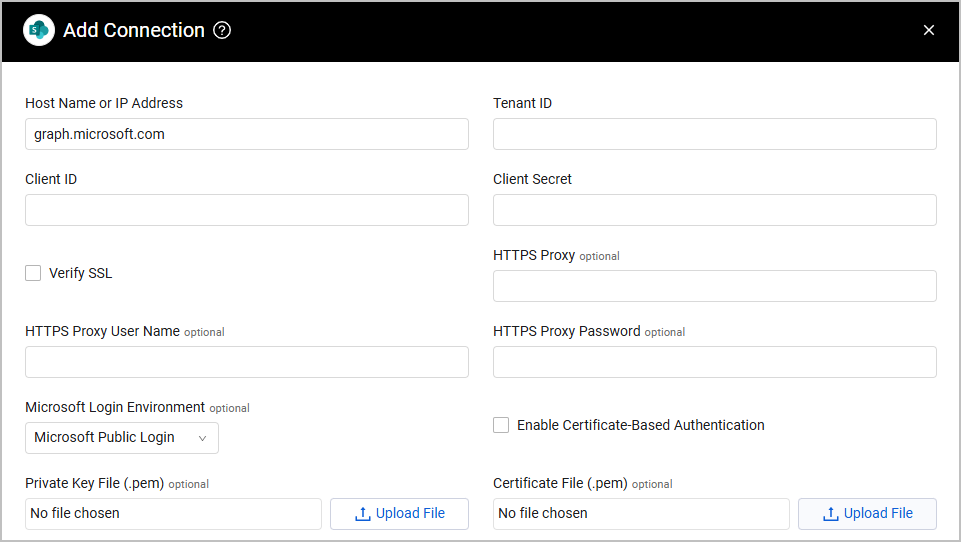 S
Add Connection ?
Host Name or IP Address
Tenant ID
graph.microsoft.com
Client ID
Client Secret
Verify SSL
HTTPS Proxy optional
HTTPS Proxy User Name optional
HTTPS Proxy Password optional
Microsoft Login Environment optional
Microsoft Public Login
Enable Certificate-Based Authentication
Private Key File (.pem) optional
Certificate File (.pem) optional
No file chosen
Upload File
No file chosen
Upload File